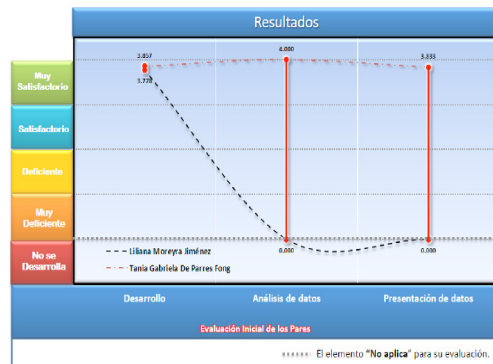 Resultados
Muy
Satisfactorio
Satisfactorio
Deficiente
Muy
Deficiente
No se
Desarrolla
3.857
3.778
4.000
3.833
0.000
0.000
Liliana Moreyra Jiménez
Tania Gabriela De Parres Fong
Desarrollo
Análisis de datos
Presentación de datos
Evaluación Inicial de los Pares
El elemento “No aplica” para su evaluación.